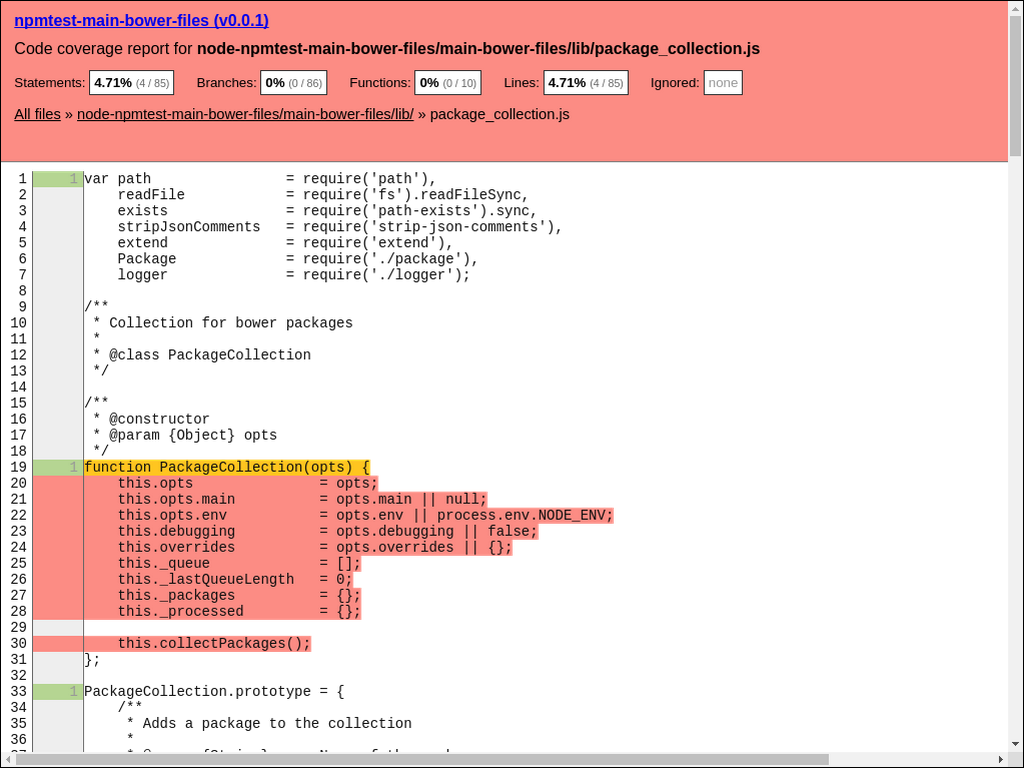 npmtest-main-bower-files (v0.0.1)
Code coverage report for node-npmtest-main-bower-files/main-bower-files/lib/package_collection.js
Statements: 4.71% (4 / 85) Branches: 0% (0 / 86) Functions: 0% (0 / 10) Lines: 4.71% (4 / 85) Ignored: none
All files » node-npmtest-main-bower-files/main-bower-files/lib/ » package_collection.js
1 1 var path                = require('path'),
2     readFile            = require('fs').readFileSync,
3     exists              = require('path-exists').sync,
4     stripJsonComments   = require('strip-json-comments'),
5     extend              = require('extend'),
6     Package             = require('./package'),
7     logger              = require('./logger');
8
9 /**
10  * Collection for bower packages
11  *
12  * @class PackageCollection
13  */
14
15 /**
16  * @constructor
17  * @param {Object} opts
18  */
19 1 function PackageCollection(opts) {
20     this.opts               = opts;
21     this.opts.main          = opts.main || null;
22     this.opts.env           = opts.env || process.env.NODE_ENV;
23     this.debugging          = opts.debugging || false;
24     this.overrides          = opts.overrides || {};
25     this._queue             = [];
26     this._lastQueueLength   = 0;
27     this._packages          = {};
28     this._processed         = {};
29
30     this.collectPackages();
31 };
32
33 1 PackageCollection.prototype = {
34     /**
35      * Adds a package to the collection
36      *